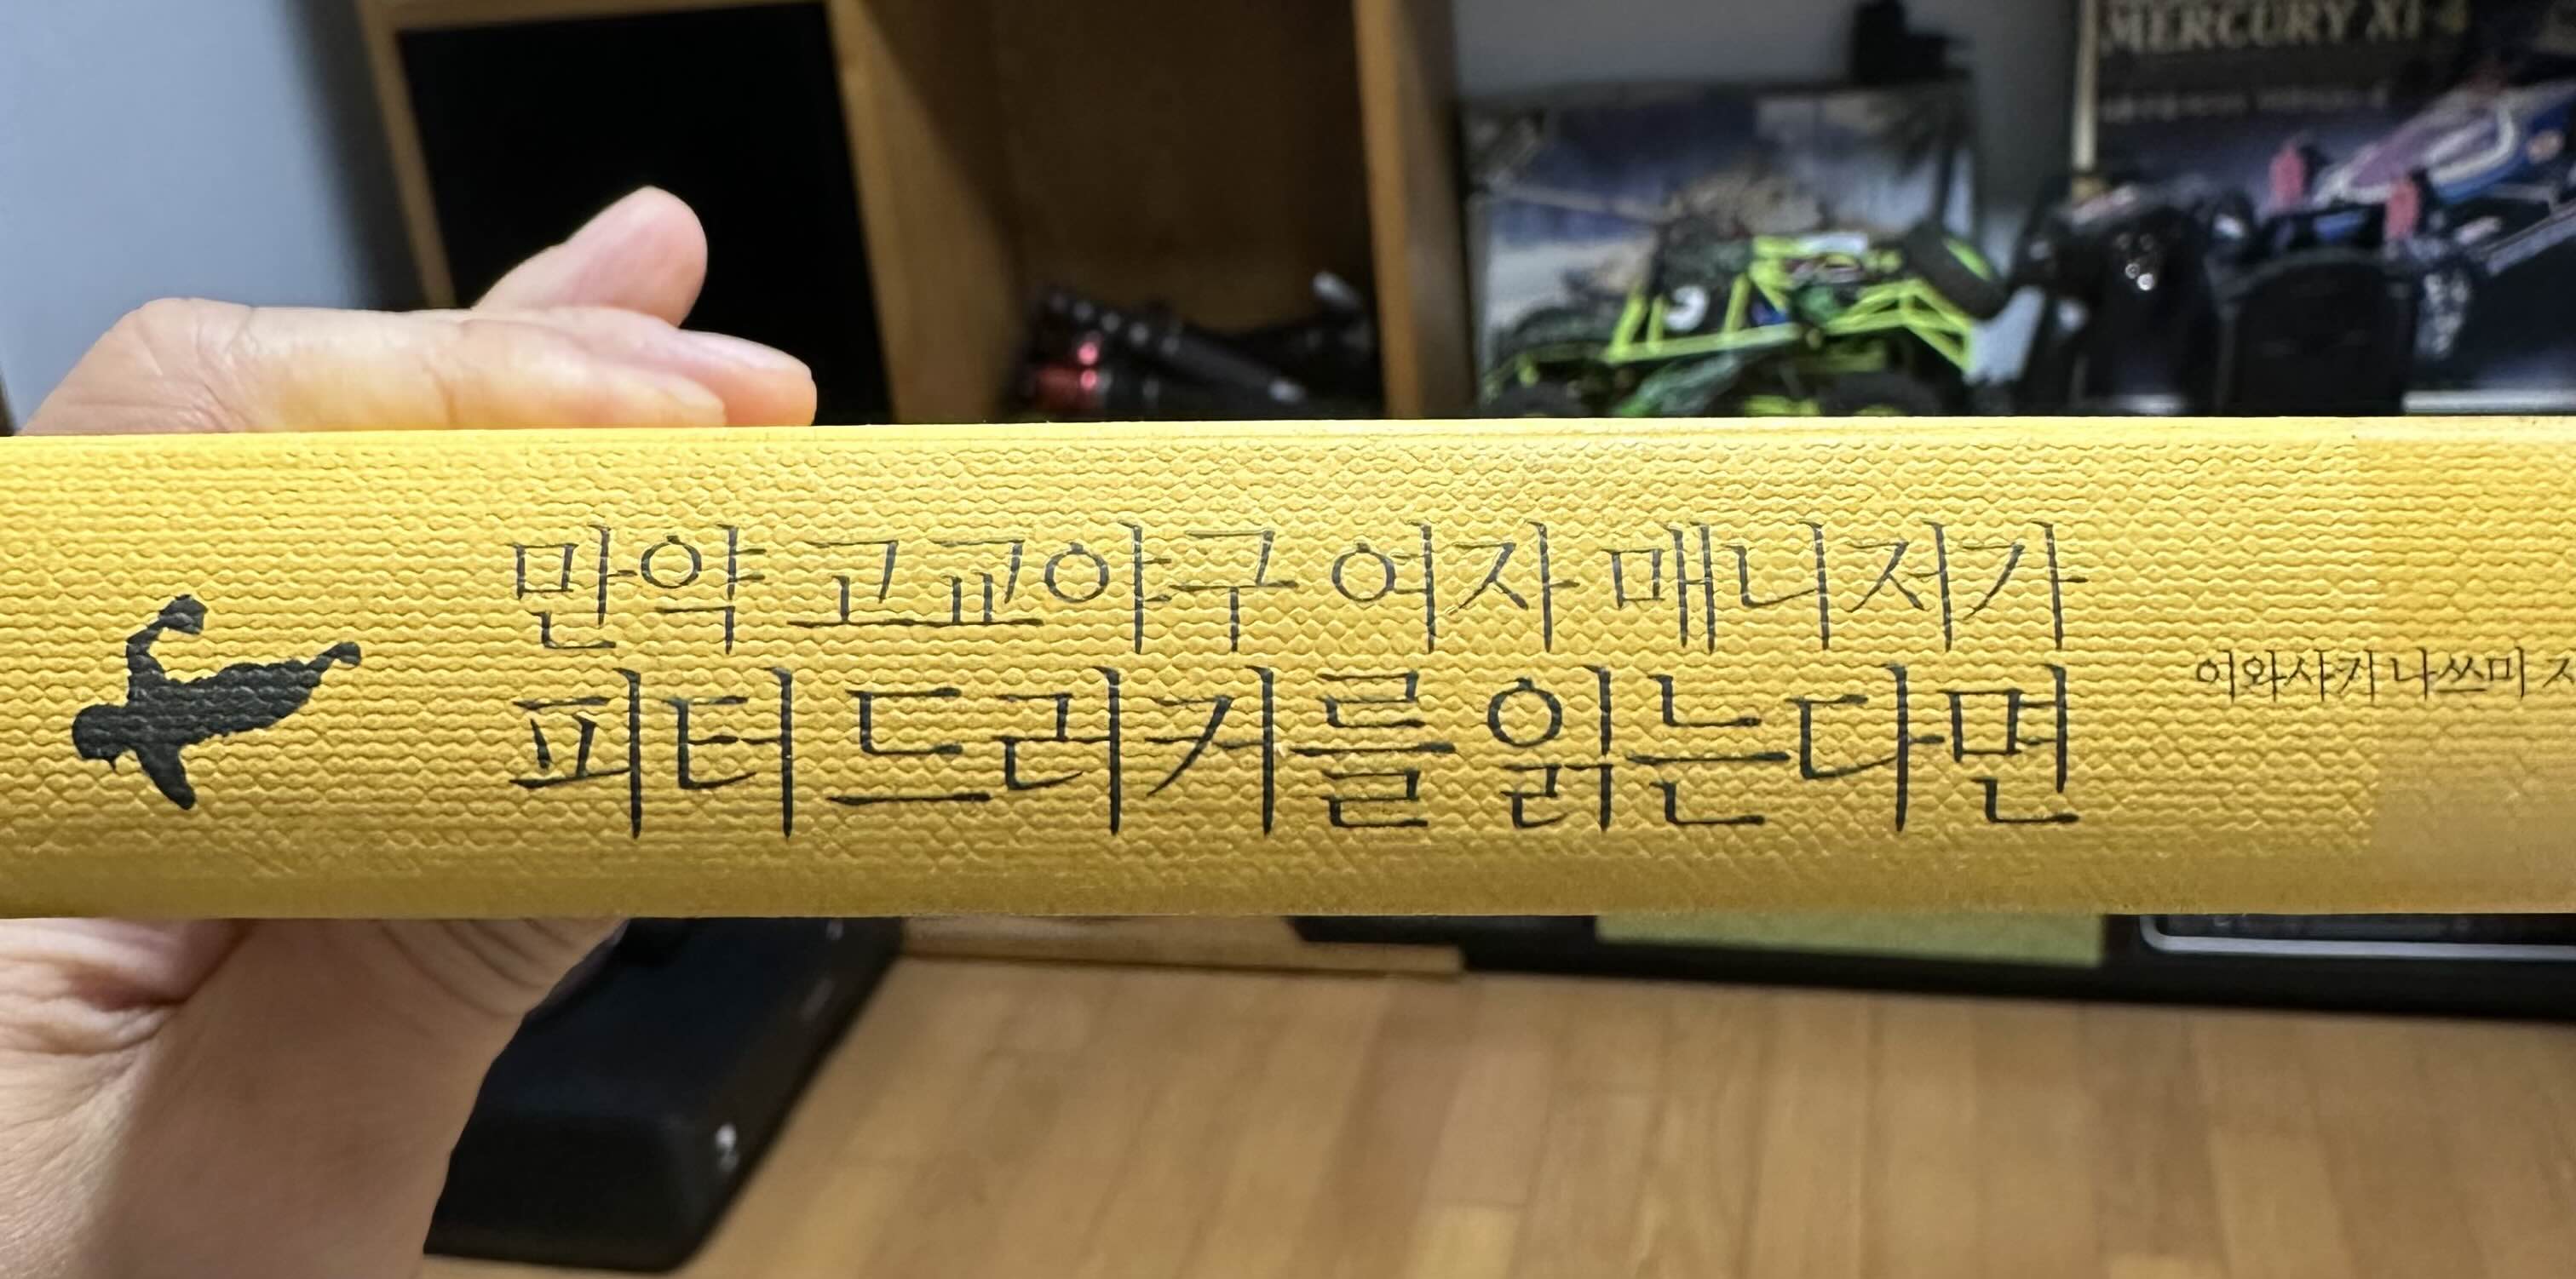 MERCURY XI-4
만약 고교야구 여자 매니저가
피터 드러커를 읽는다면
이와사키 나쓰미